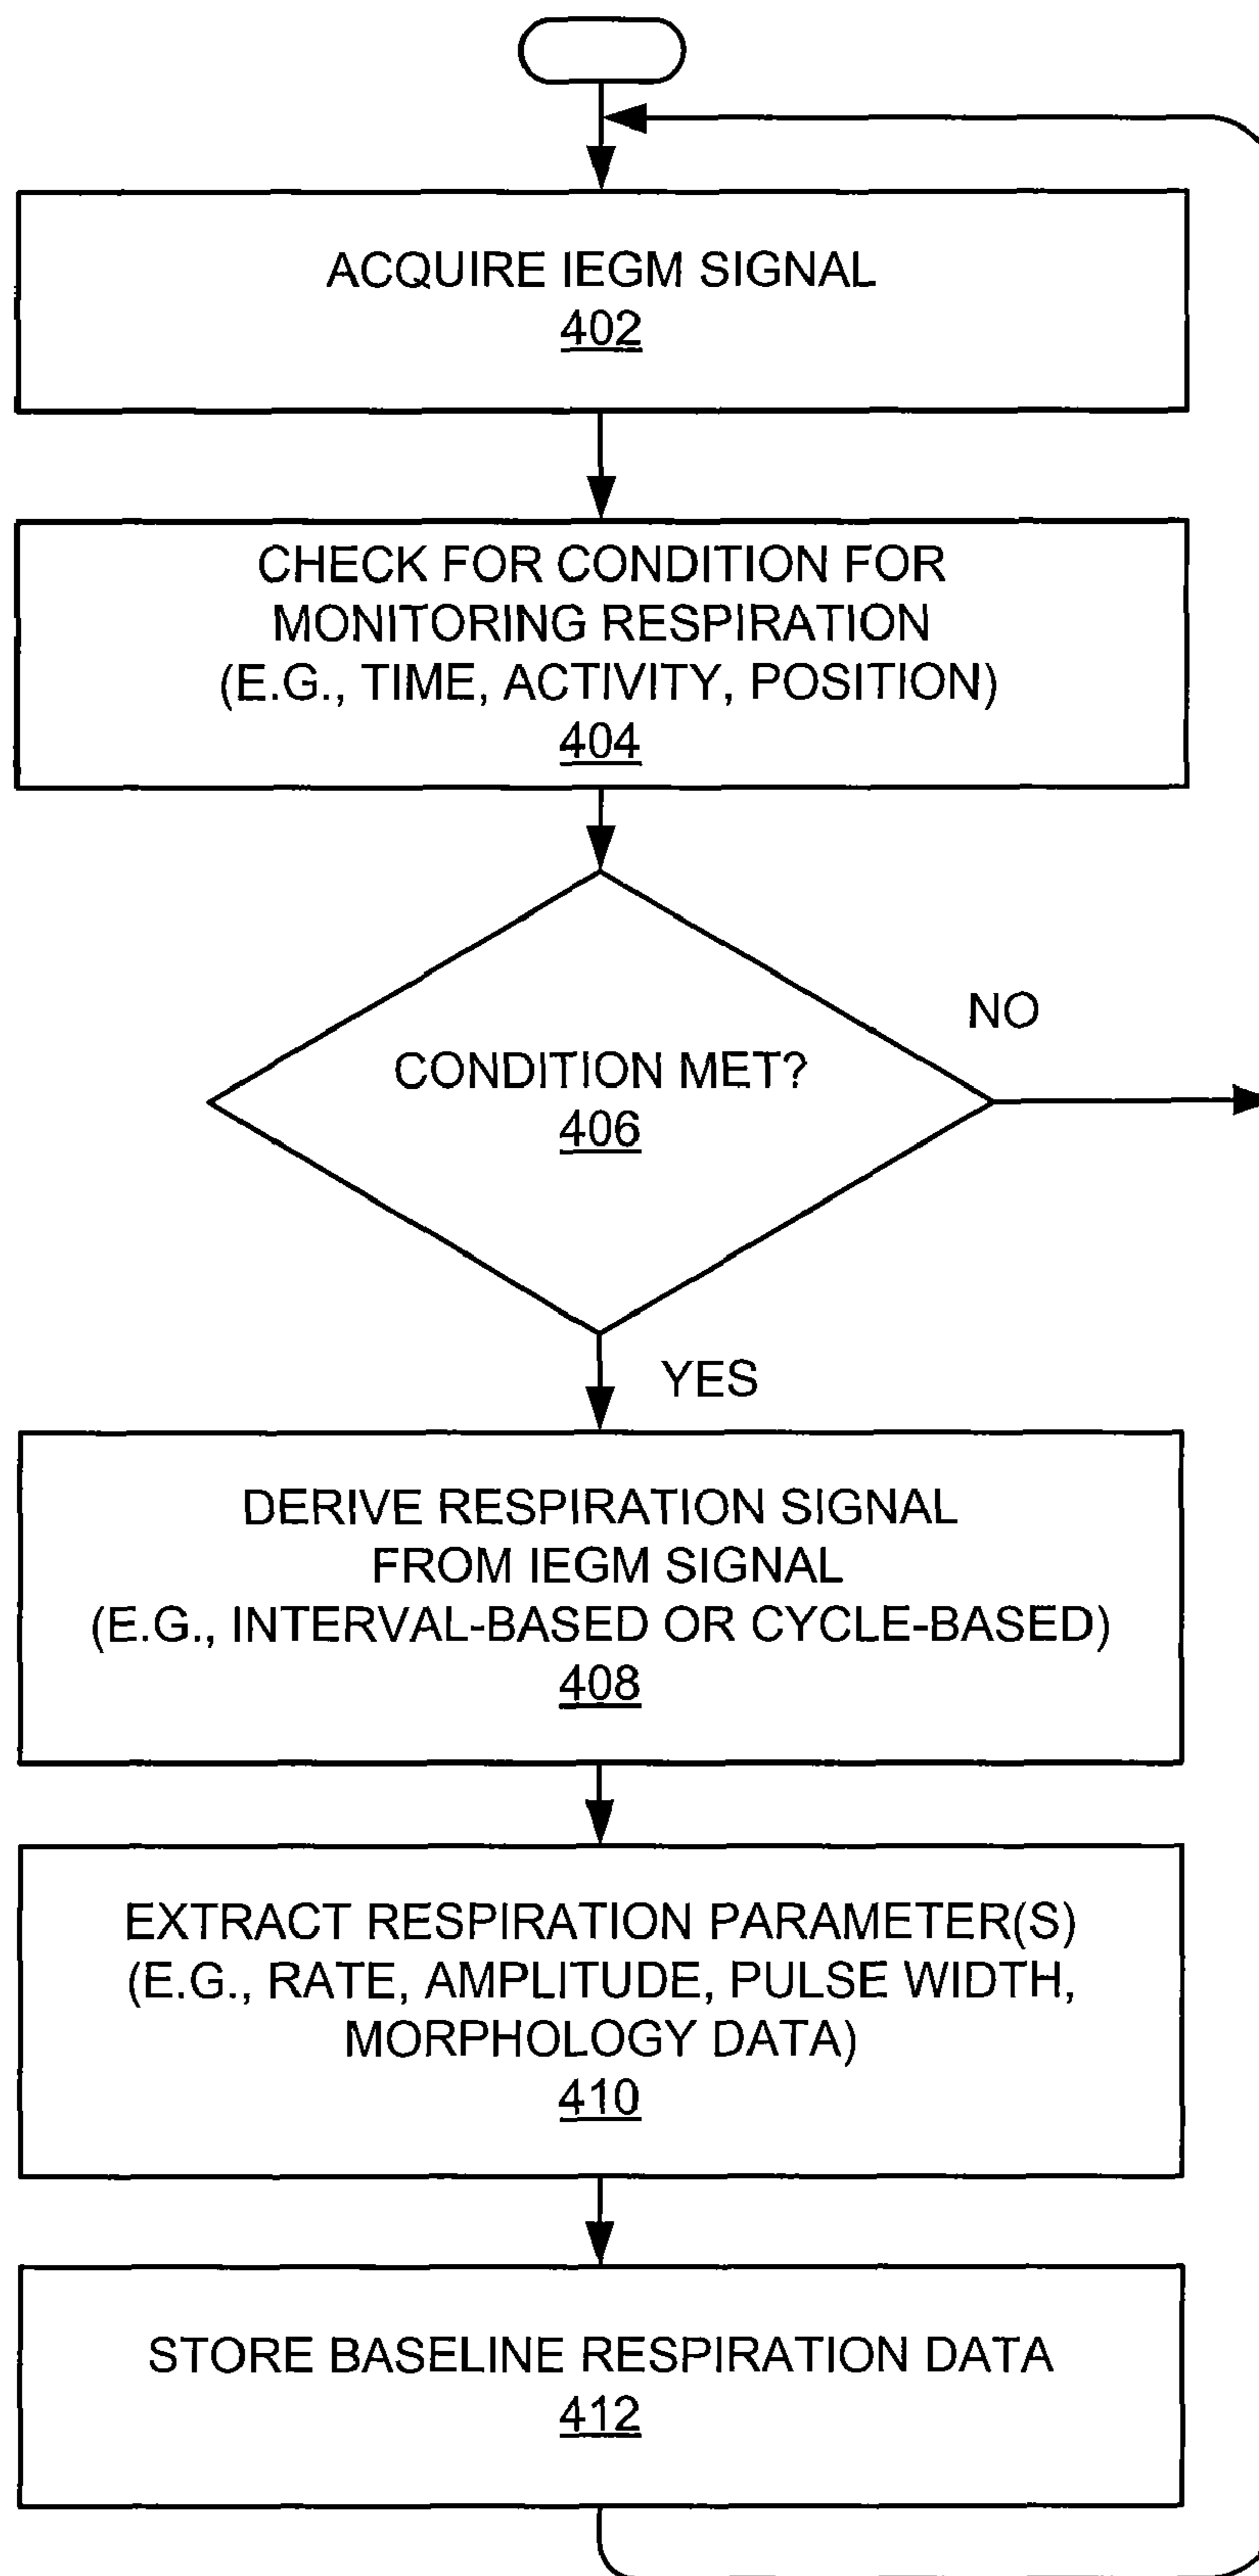 ACQUIRE IEGM SIGNAL
402
CHECK FOR CONDITION FOR
MONITORING RESPIRATION
(E.G., TIME, ACTIVITY, POSITION)
404
NO
CONDITION MET?
406
YES
DERIVE RESPIRATION SIGNAL
FROM IEGM SIGNAL
(E.G., INTERVAL-BASED OR CYCLE-BASED)
408
EXTRACT RESPIRATION PARAMETER(S)
(E.G., RATE, AMPLITUDE, PULSE WIDTH,
MORPHOLOGY DATA)
410
STORE BASELINE RESPIRATION DATA
412